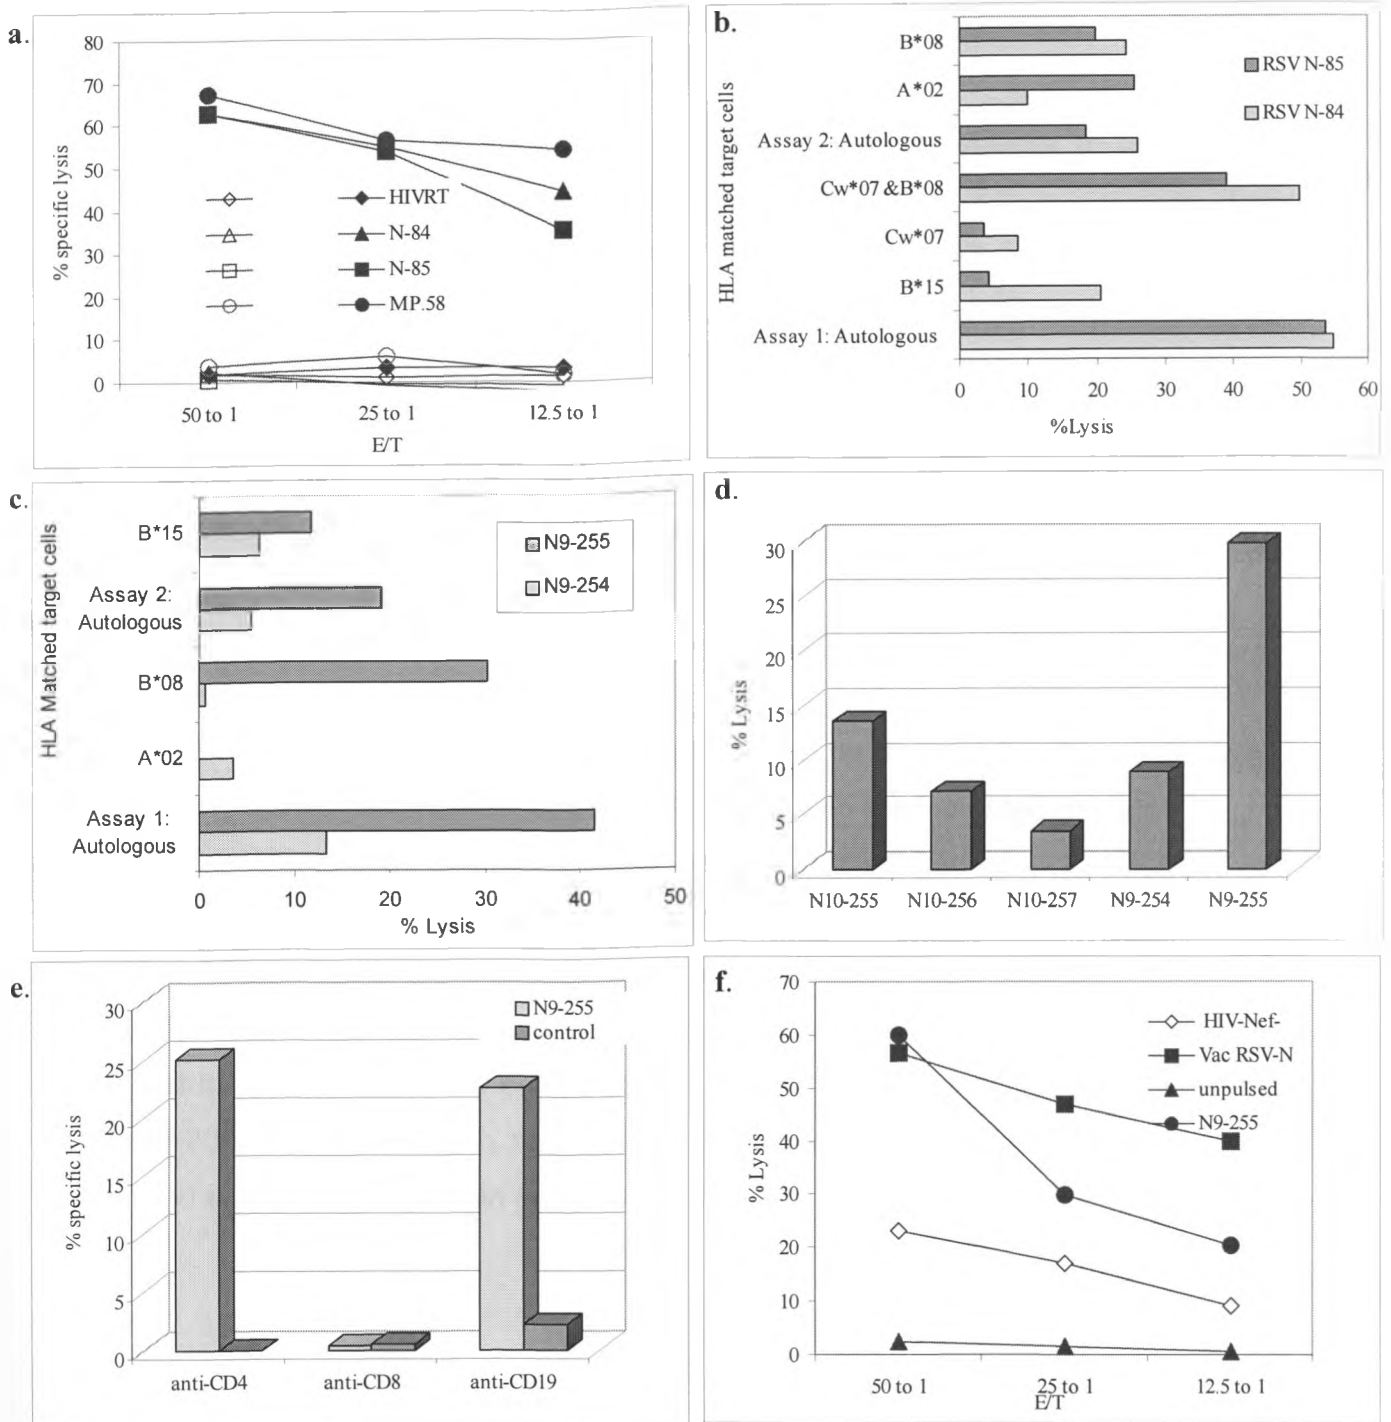 a.
80
70
60
50
40
30
20
10
0
% specific lysis
HIVRT
N-84
N-85
MP.58
50 to 1
25 to 1
12.5 to 1
E/T
b.
HLA matched target cells
B*08
A*02
Assay 2: Autologous
Cw*07 &B*08
Cw*07
B*15
Assay 1: Autologous
RSV N-85
RSV N-84
0 10 20 30 40 50 60
%Lysis
c.
HLA Matched target cells
B*15
Assay 2:
Autologous
B*08
A*02
Assay 1:
Autologous
N9-255
N9-254
0 10 20 30 40 50
% Lysis
d.
30
25
20
15
10
5
0
% Lysis
N10-255 N10-256 N10-257 N9-254 N9-255
e.
30
25
20
15
10
5
0
% specific lysis
N9-255
control
anti-CD4 anti-CD8 anti-CD19
f.
70
60
50
40
30
20
10
0
% Lysis
HIV-Nef-
Vac RSV-N
unpulsed
N9-255
50 to 1 25 to 1 12.5 to 1
E/T